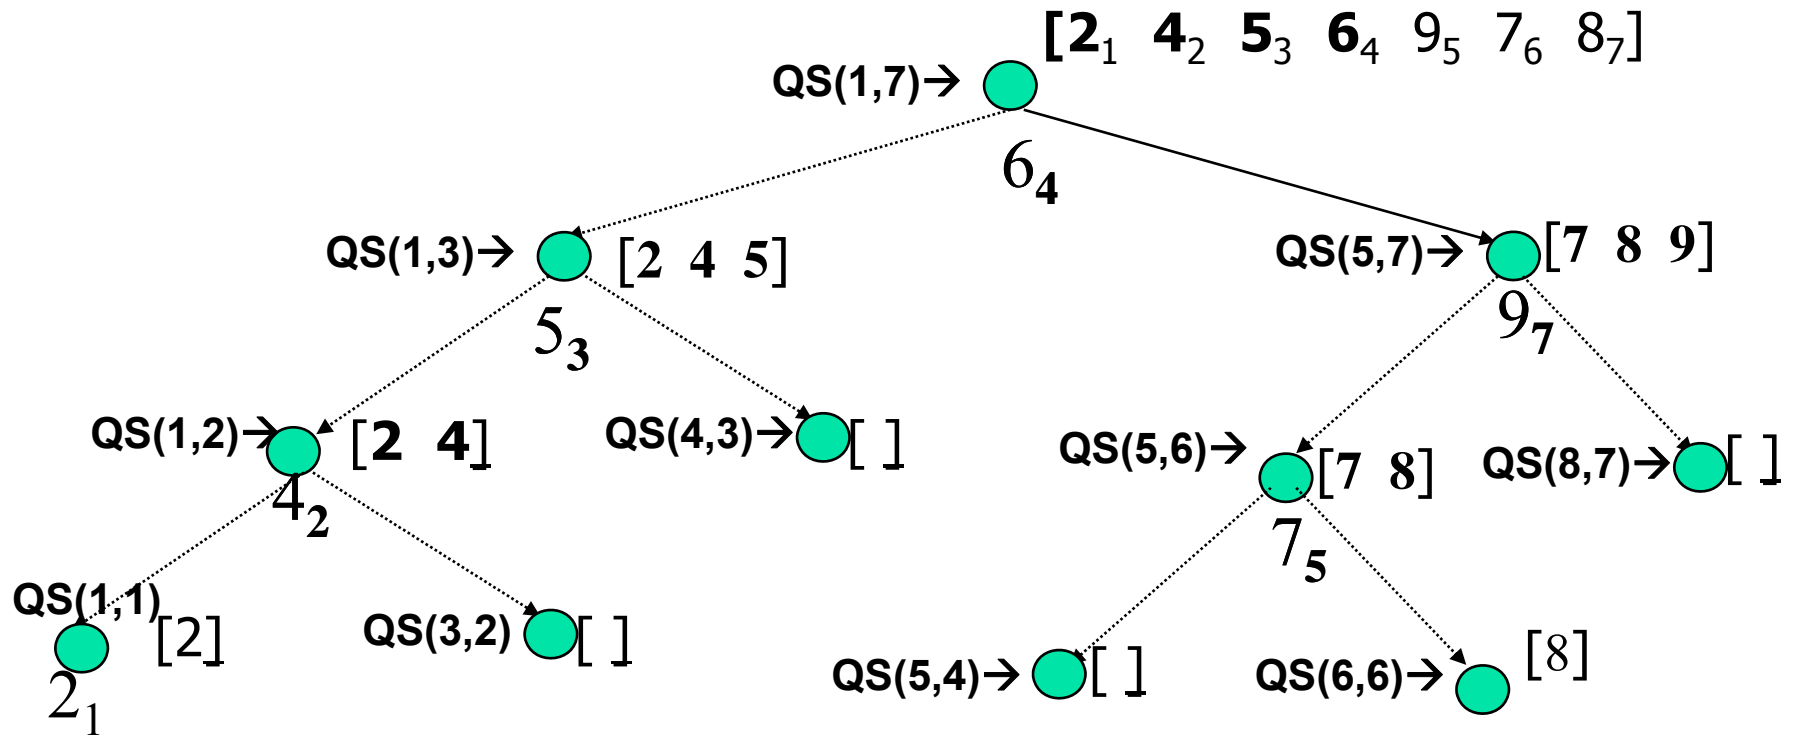 [2₁ 4₂ 5₃ 6₄ 9₅ 7₆ 8₇]
QS(1,7)→
6₄
QS(1,3)→ [2 4 5]
5₃
QS(5,7)→ [7 8 9]
9₇
QS(1,2)→ [2 4]
4₂
QS(4,3)→ [ ]
QS(5,6)→ [7 8]
7₅
QS(8,7)→ [ ]
QS(1,1) [2]
2₁
QS(3,2) [ ]
QS(5,4)→ [ ]
QS(6,6)→ [8]